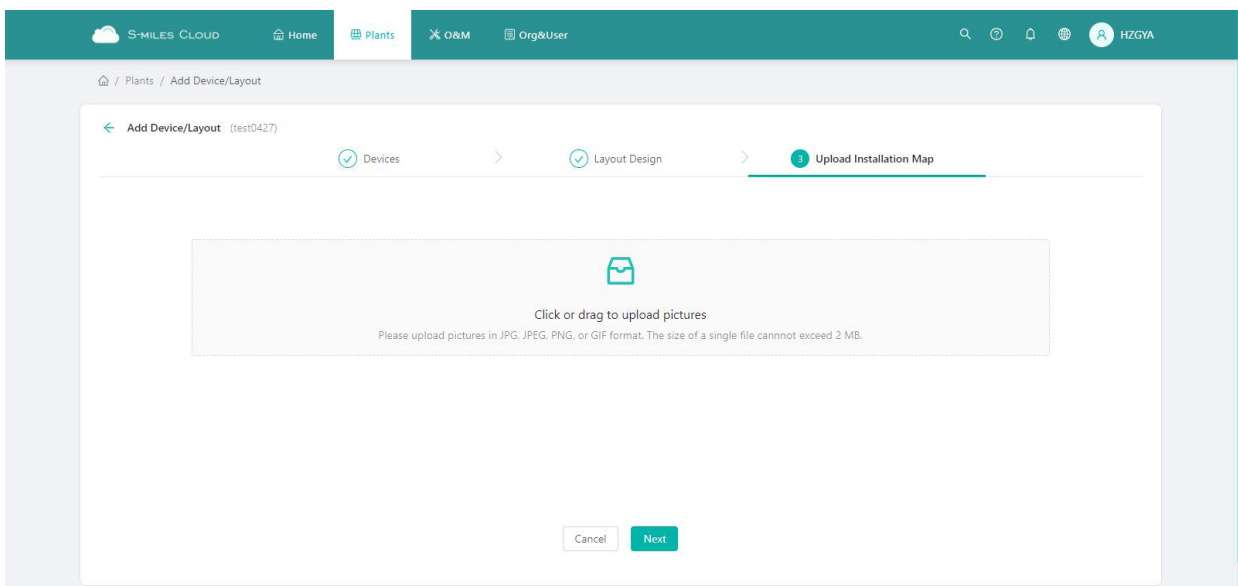 S-MILES CLOUD Home Plants O&M Org&User HZGYA
/ Plants / Add Device/Layout
Add Device/Layout (test0427)
Devices Layout Design 3 Upload Installation Map
Click or drag to upload pictures
Please upload pictures in JPG, JPEG, PNG, or GIF format. The size of a single file cannnot exceed 2 MB.
Cancel Next